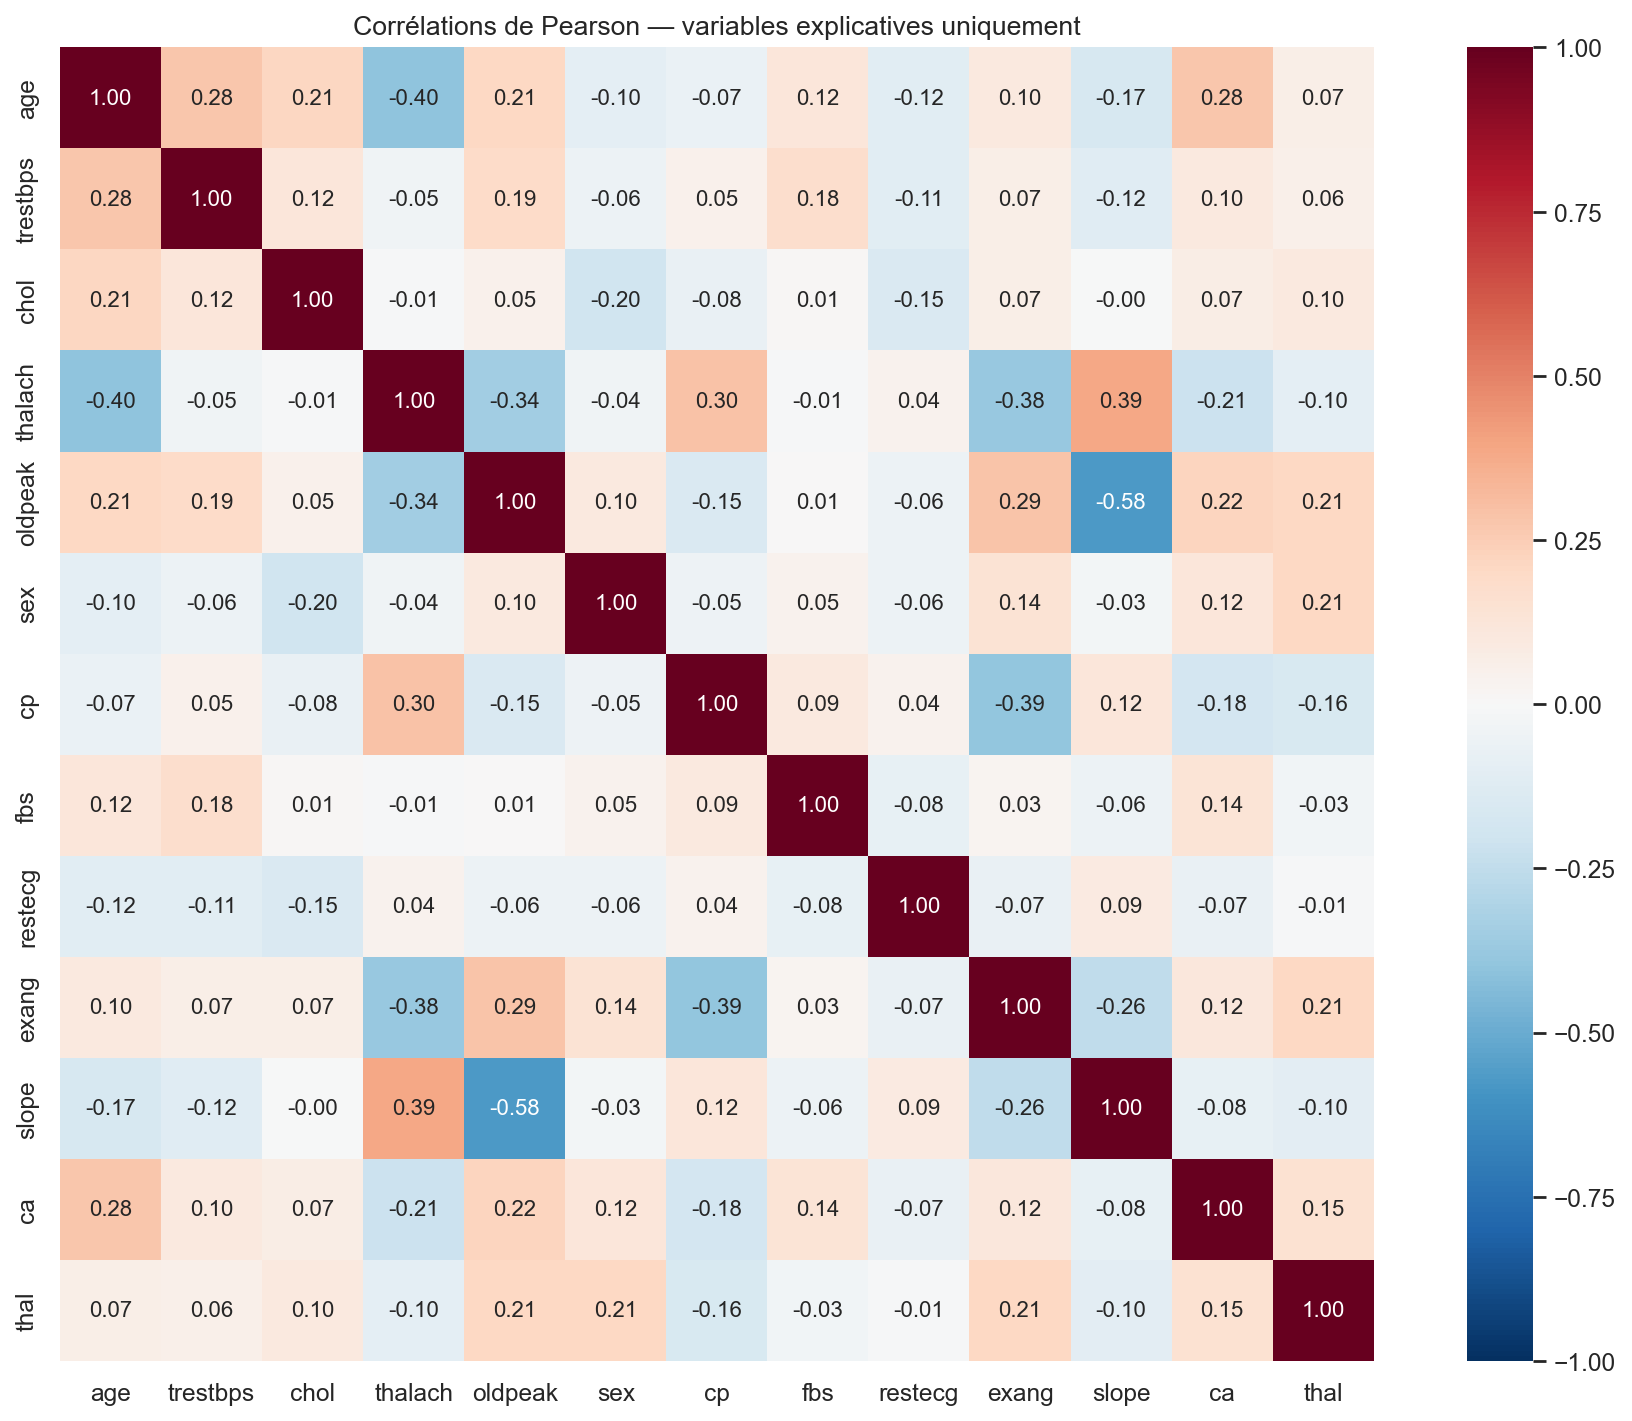 Corrélations de Pearson — variables explicatives uniquement
age 1.00 0.28 0.21 -0.40 0.21 -0.10 -0.07 0.12 -0.12 0.10 -0.17 0.28 0.07
trestbps 0.28 1.00 0.12 -0.05 0.19 -0.06 0.05 0.18 -0.11 0.07 -0.12 0.10 0.06
chol 0.21 0.12 1.00 -0.01 0.05 -0.20 -0.08 0.01 -0.15 0.07 -0.00 0.07 0.10
thalach -0.40 -0.05 -0.01 1.00 -0.34 -0.04 0.30 -0.01 0.04 -0.38 0.39 -0.21 -0.10
oldpeak 0.21 0.19 0.05 -0.34 1.00 0.10 -0.15 0.01 -0.06 0.29 -0.58 0.22 0.21
sex -0.10 -0.06 -0.20 -0.04 0.10 1.00 -0.05 0.05 -0.06 0.14 -0.03 0.12 0.21
cp -0.07 0.05 -0.08 0.30 -0.15 -0.05 1.00 0.09 0.04 -0.39 0.12 -0.18 -0.16
fbs 0.12 0.18 0.01 -0.01 0.01 0.05 0.09 1.00 -0.08 0.03 -0.06 0.14 -0.03
restecg -0.12 -0.11 -0.15 0.04 -0.06 -0.06 0.04 -0.08 1.00 -0.07 0.09 -0.07 -0.01
exang 0.10 0.07 0.07 -0.38 0.29 0.14 -0.39 0.03 -0.07 1.00 -0.26 0.12 0.21
slope -0.17 -0.12 -0.00 0.39 -0.58 -0.03 0.12 -0.06 0.09 -0.26 1.00 -0.08 -0.10
ca 0.28 0.10 0.07 -0.21 0.22 0.12 -0.18 0.14 -0.07 0.12 -0.08 1.00 0.15
thal 0.07 0.06 0.10 -0.10 0.21 0.21 -0.16 -0.03 -0.01 0.21 -0.10 0.15 1.00
age trestbps chol thalach oldpeak sex cp fbs restecg exang slope ca thal
1.00
0.75
0.50
0.25
0.00
−0.25
−0.50
−0.75
−1.00